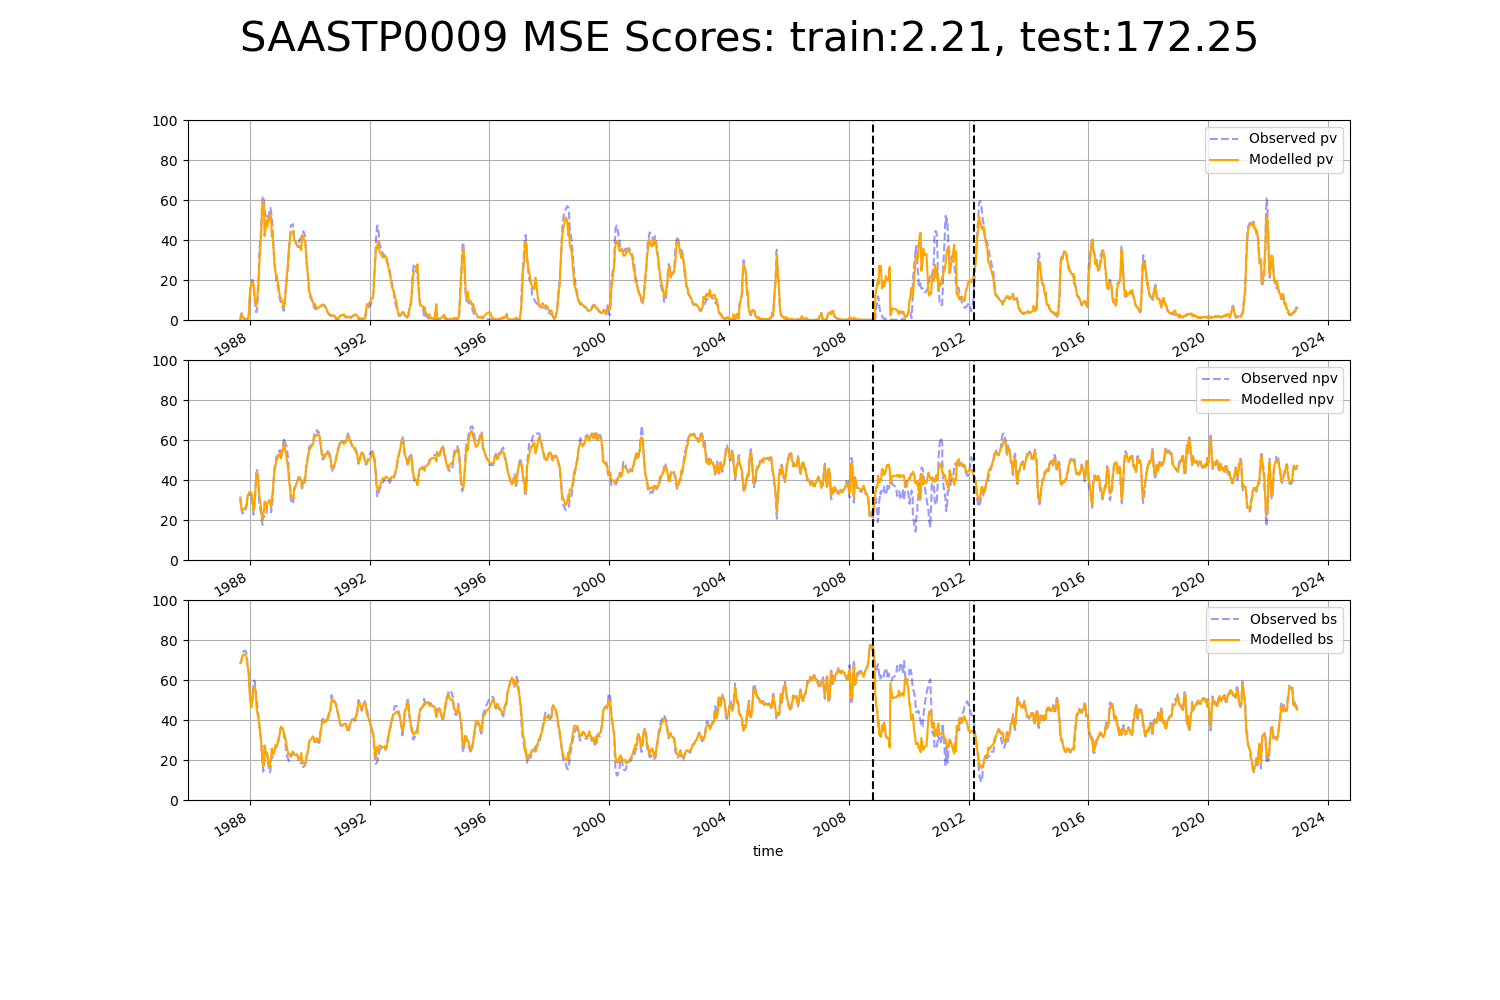 SAASTP0009 MSE Scores: train:2.21, test:172.25
100
80
60
40
20
0
Observed pv
Modelled pv
1988 1992 1996 2000 2004 2008 2012 2016 2020 2024
100
80
60
40
20
0
Observed npv
Modelled npv
1988 1992 1996 2000 2004 2008 2012 2016 2020 2024
100
80
60
40
20
0
Observed bs
Modelled bs
1988 1992 1996 2000 2004 2008 2012 2016 2020 2024
time